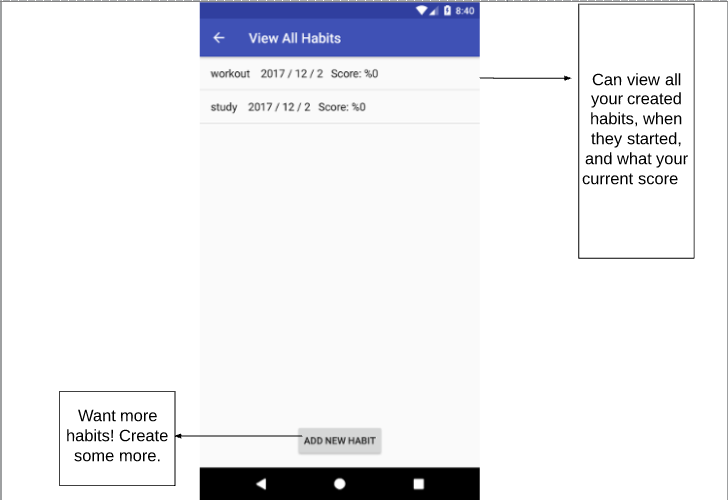 8:40
View All Habits
workout 2017 / 12 / 2 Score: %0
study 2017 / 12 / 2 Score: %0
Can view all
your created
habits, when
they started,
and what your
current score
Want more
habits! Create
some more.
ADD NEW HABIT